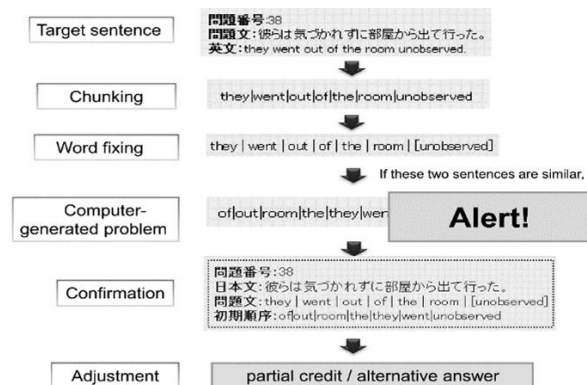 Target sentence
問題番号:38
問題文:彼らは気づかれずに部屋から出て行った。
英文:they went out of the room unobserved.
Chunking
they|went|out|of|the|room|unobserved
Word fixing
they | went | out | of | the | room | [unobserved]
If these two sentences are similar,
Computer-
generated problem
of|out|room|the|they|wen
Alert!
Confirmation
問題番号:38
日本文:彼らは気づかれずに部屋から出て行った。
問題文:they | went | out | of | the | room | [unobserved]
初期順序:of|out|room|the|they|went|unobserved
Adjustment
partial credit / alternative answer